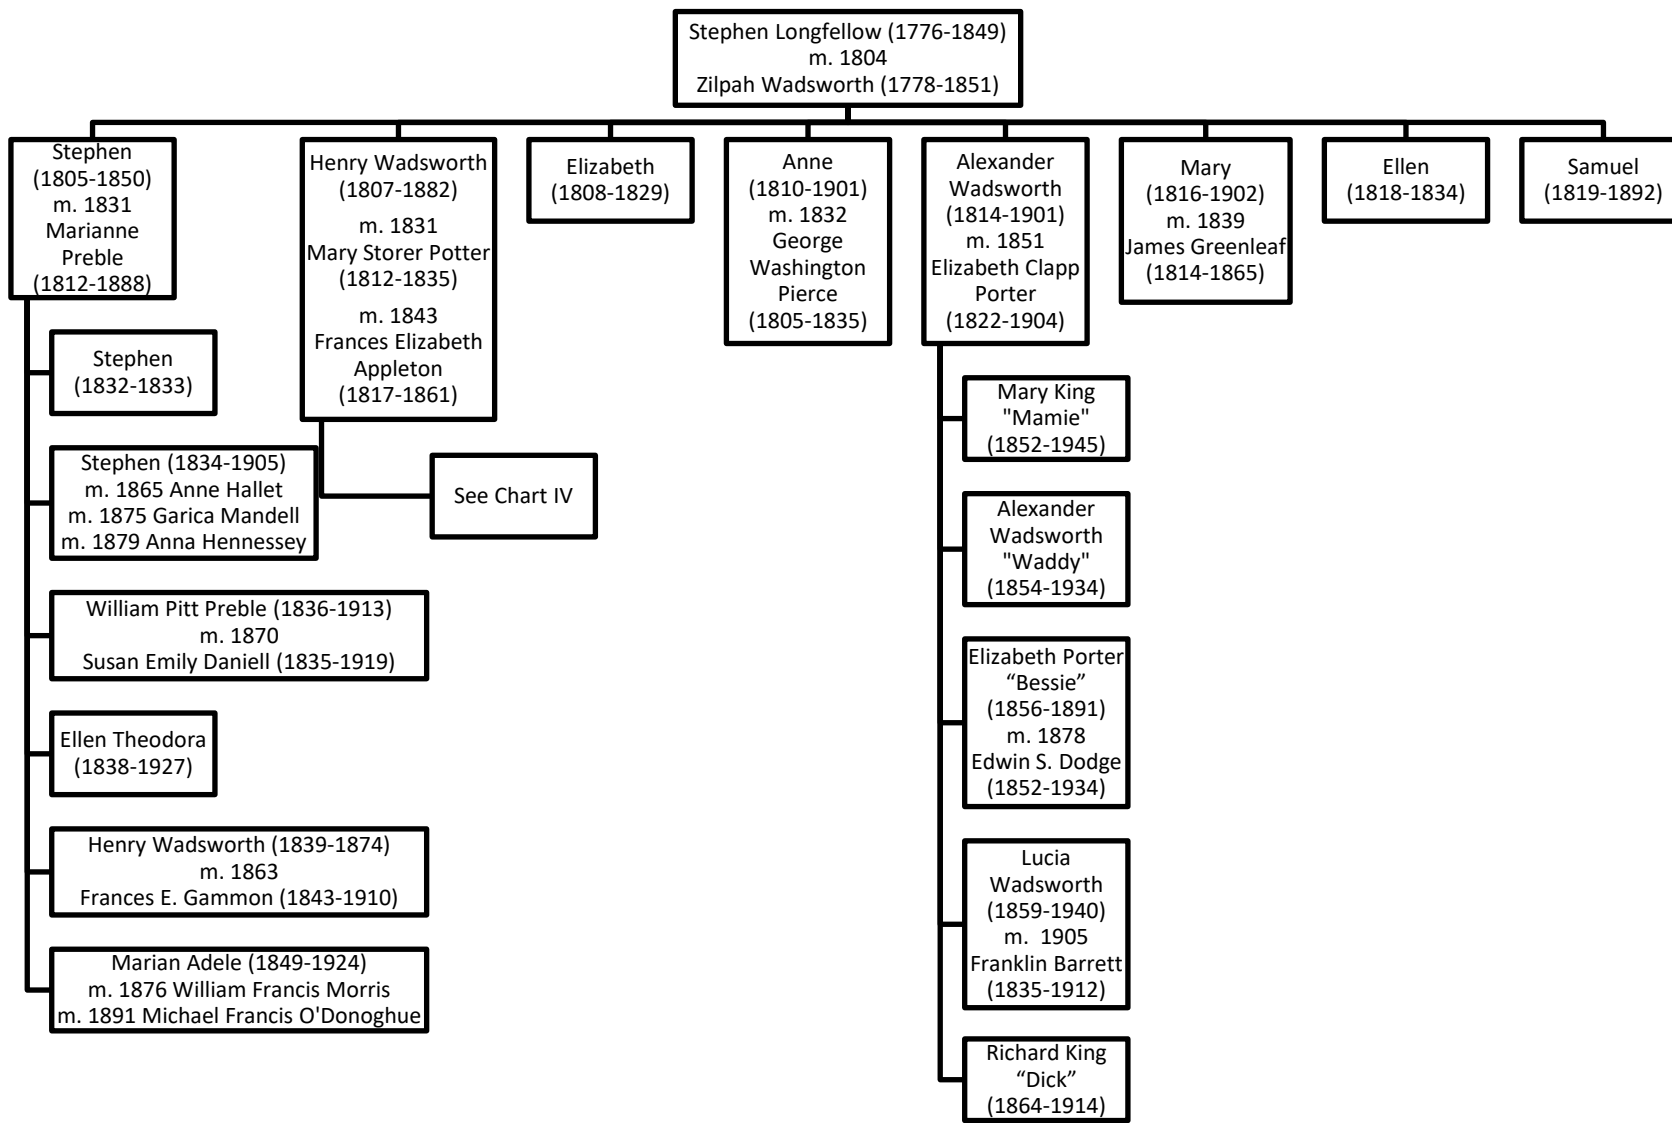 Stephen Longfellow (1776-1849)
m. 1804
Zilpah Wadsworth (1778-1851)
Stephen
(1805-1850)
m. 1831
Marianne
Preble
(1812-1888)
Henry Wadsworth
(1807-1882)
m. 1831
Mary Storer Potter
(1812-1835)
m. 1843
Frances Elizabeth
Appleton
(1817-1861)
Elizabeth
(1808-1829)
Anne
(1810-1901)
m. 1832
George
Washington
Pierce
(1805-1835)
Alexander
Wadsworth
(1814-1901)
m. 1851
Elizabeth Clapp
Porter
(1822-1904)
Mary
(1816-1902)
m. 1839
James Greenleaf
(1814-1865)
Ellen
(1818-1834)
Samuel
(1819-1892)
Stephen
(1832-1833)
Stephen (1834-1905)
m. 1865 Anne Hallet
m. 1875 Garica Mandell
m. 1879 Anna Hennessey
William Pitt Preble (1836-1913)
m. 1870
Susan Emily Daniell (1835-1919)
Ellen Theodora
(1838-1927)
Henry Wadsworth (1839-1874)
m. 1863
Frances E. Gammon (1843-1910)
Marian Adele (1849-1924)
m. 1876 William Francis Morris
m. 1891 Michael Francis O'Donoghue
See Chart IV
Mary King
"Mamie"
(1852-1945)
Alexander
Wadsworth
"Waddy"
(1854-1934)
Elizabeth Porter
“Bessie”
(1856-1891)
m. 1878
Edwin S. Dodge
(1852-1934)
Lucia
Wadsworth
(1859-1940)
m.  1905
Franklin Barrett
(1835-1912)
Richard King
“Dick”
(1864-1914)